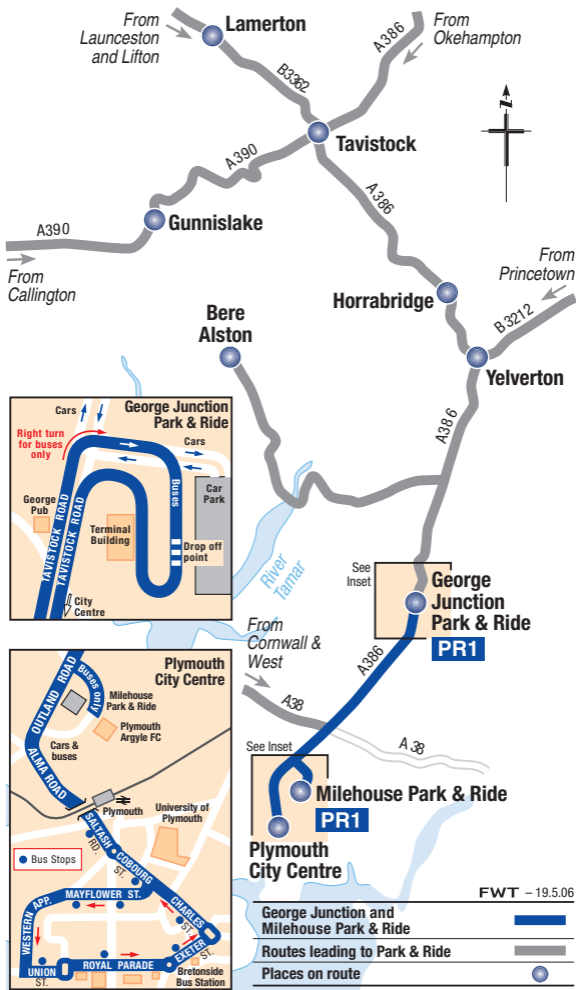 From
Launceston
and Lifton
Lamerton
B3362
A386
From
Okehampton
N
Tavistock
A390
A386
Gunnislake
A390
From
Callington
From
Princetown
Horrabridge
B3212
Bere
Alston
Yelverton
A386
Cars
George Junction
Park & Ride
Right turn
for buses
only
Cars
Buses
Car
Park
George
Pub
TAVISTOCK ROAD
TAVISTOCK ROAD
Terminal
Building
Drop off
point
City
Centre
River
Tamar
See
Inset
George
Junction
Park & Ride
PR1
From
Cornwall &
West
A386
A38
A38
See Inset
Milehouse Park & Ride
PR1
Plymouth
City Centre
Plymouth
City Centre
OUTLAND ROAD
Buses only
Milehouse
Park & Ride
Plymouth
Argyle FC
Cars &
buses
ALMA ROAD
Plymouth
University of
Plymouth
SALTASH
RD.
Bus Stops
COBOURG
ST.
MAYFLOWER ST.
WESTERN APP.
CHARLES
ST.
EXETER
ST.
ROYAL PARADE
UNION
ST.
Bretonside
Bus Station
FWT – 19.5.06
George Junction and
Milehouse Park & Ride
Routes leading to Park & Ride
Places on route